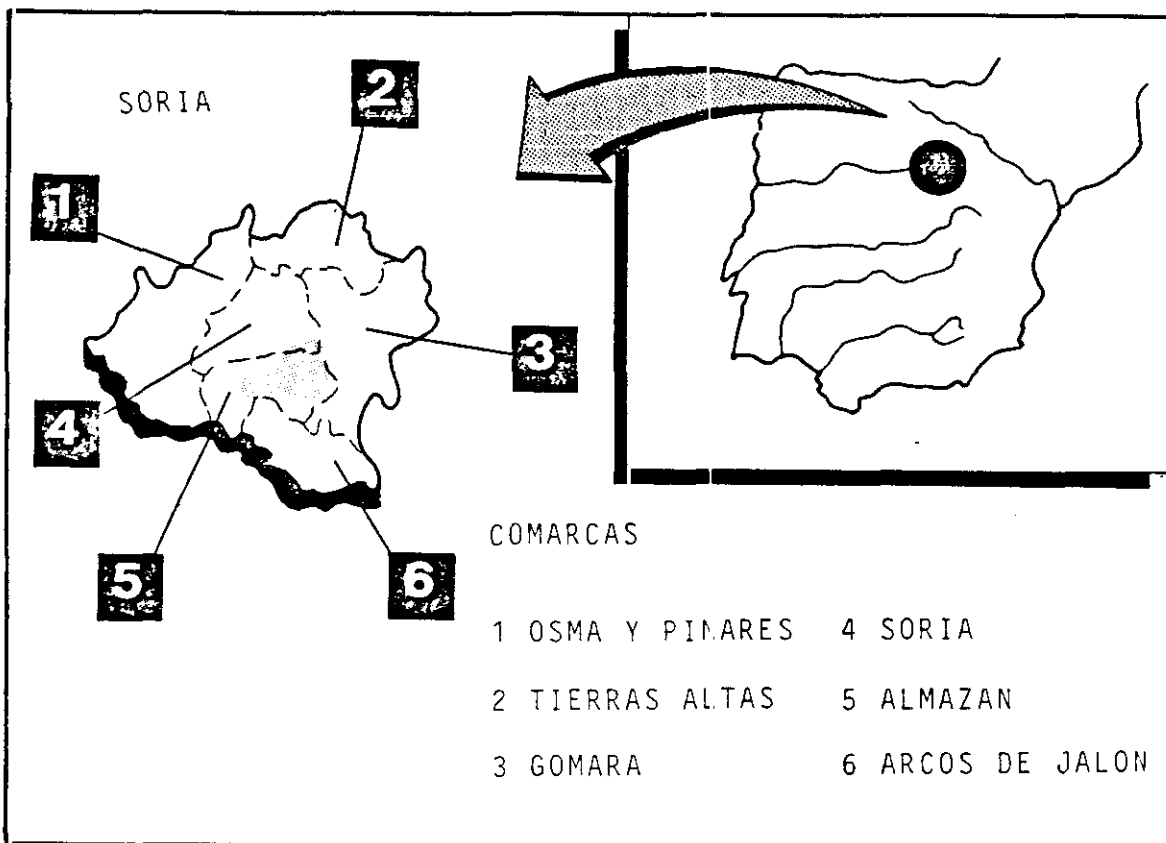 SORIA
2
1
3
4
5
6
COMARCAS
1 OSMA Y PINARES 4 SORIA
2 TIERRAS ALTAS 5 ALMAZAN
3 GOMARA 6 ARCOS DE JALON